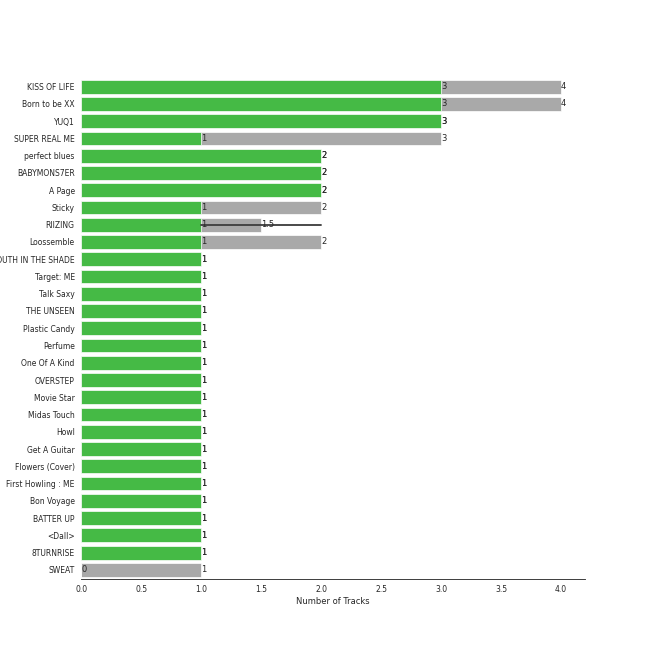 KISS OF LIFE 3 4
Born to be XX 3 4
YUQ1 3
SUPER REAL ME 1 3
perfect blues 2
BABYMONS7ER 2
A Page 2
Sticky 1 2
RIIZING 1 1.5
Loossemble 1 2
OUTH IN THE SHADE 1
Target: ME 1
Talk Saxy 1
THE UNSEEN 1
Plastic Candy 1
Perfume 1
One Of A Kind 1
OVERSTEP 1
Movie Star 1
Midas Touch 1
Howl 1
Get A Guitar 1
Flowers (Cover) 1
First Howling : ME 1
Bon Voyage 1
BATTER UP 1
<Dall> 1
8TURNRISE 1
SWEAT 0 1
0.0 0.5 1.0 1.5 2.0 2.5 3.0 3.5 4.0
Number of Tracks